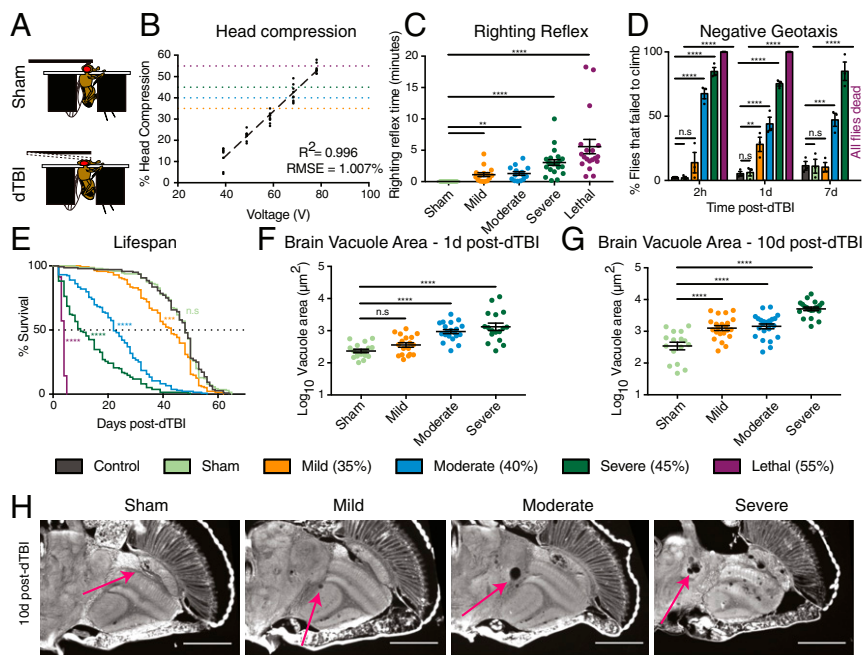 A
Sham
dTBI
B
Head compression
% Head Compression
60
50
40
30
20
10
0
R2= 0.996
RMSE = 1.007%
20
40
60
80
100
Voltage (V)
C
Righting Reflex
Righting reflex time (minutes)
20
15
10
5
0
****
****
**
Sham
Mild
Moderate
Severe
Lethal
D
Negative Geotaxis
% Flies that failed to climb
100
50
0
****
****
****
n.s
****
****
****
**
n.s
****
***
n.s
All flies dead
2h
1d
7d
Time post-dTBI
E
Lifespan
% Survival
100
50
0
n.s
***
****
****
****
0
20
40
60
Days post-dTBI
F
Brain Vacuole Area - 1d post-dTBI
Log10 Vacuole area (µm2)
5
4
3
2
1
0
****
****
n.s
Sham
Mild
Moderate
Severe
G
Brain Vacuole Area - 10d post-dTBI
Log10 Vacuole area (µm2)
5
4
3
2
1
0
****
****
****
Sham
Mild
Moderate
Severe
Control
Sham
Mild (35%)
Moderate (40%)
Severe (45%)
Lethal (55%)
H
Sham
Mild
Moderate
Severe
10d post-dTBI